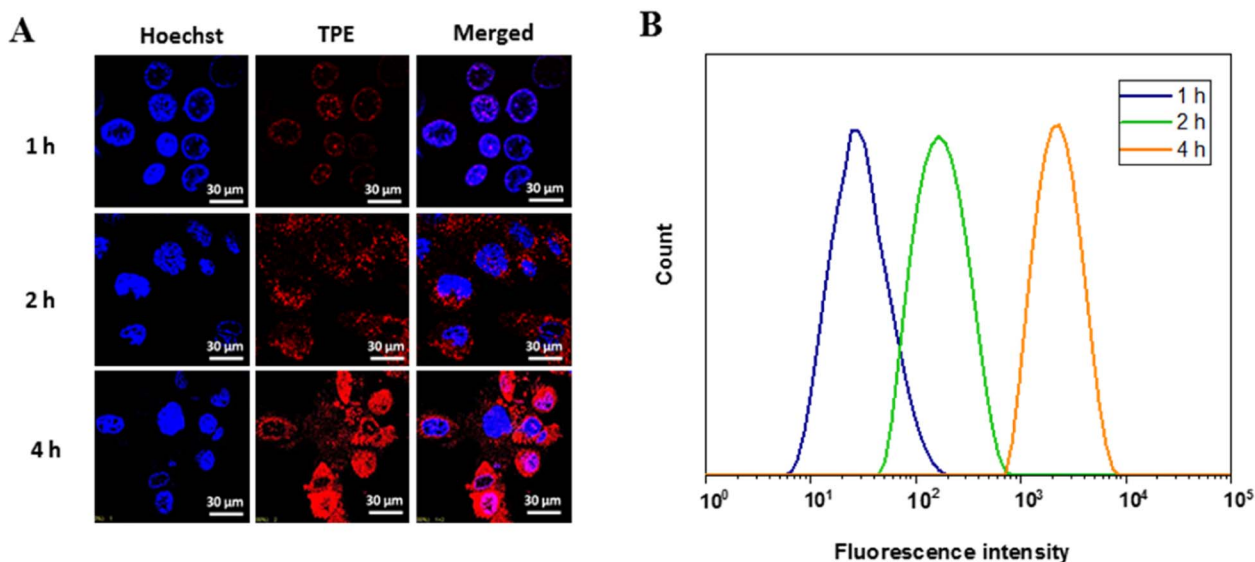 A
Hoechst TPE Merged
1 h
30 µm 30 µm 30 µm
2 h
30 µm 30 µm 30 µm
4 h
30 µm 30 µm 30 µm
B
1 h
2 h
4 h
Count
10⁰ 10¹ 10² 10³ 10⁴ 10⁵
Fluorescence intensity